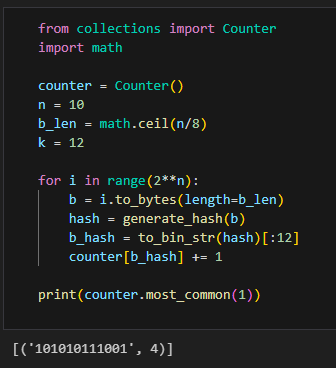 from collections import Counter
import math
counter = Counter()
n = 10
b_len = math.ceil(n/8)
k = 12
for i in range(2**n):
    b = i.to_bytes(length=b_len)
    hash = generate_hash(b)
    b_hash = to_bin_str(hash)[:12]
    counter[b_hash] += 1
print(counter.most_common(1))
[('101010111001', 4)]